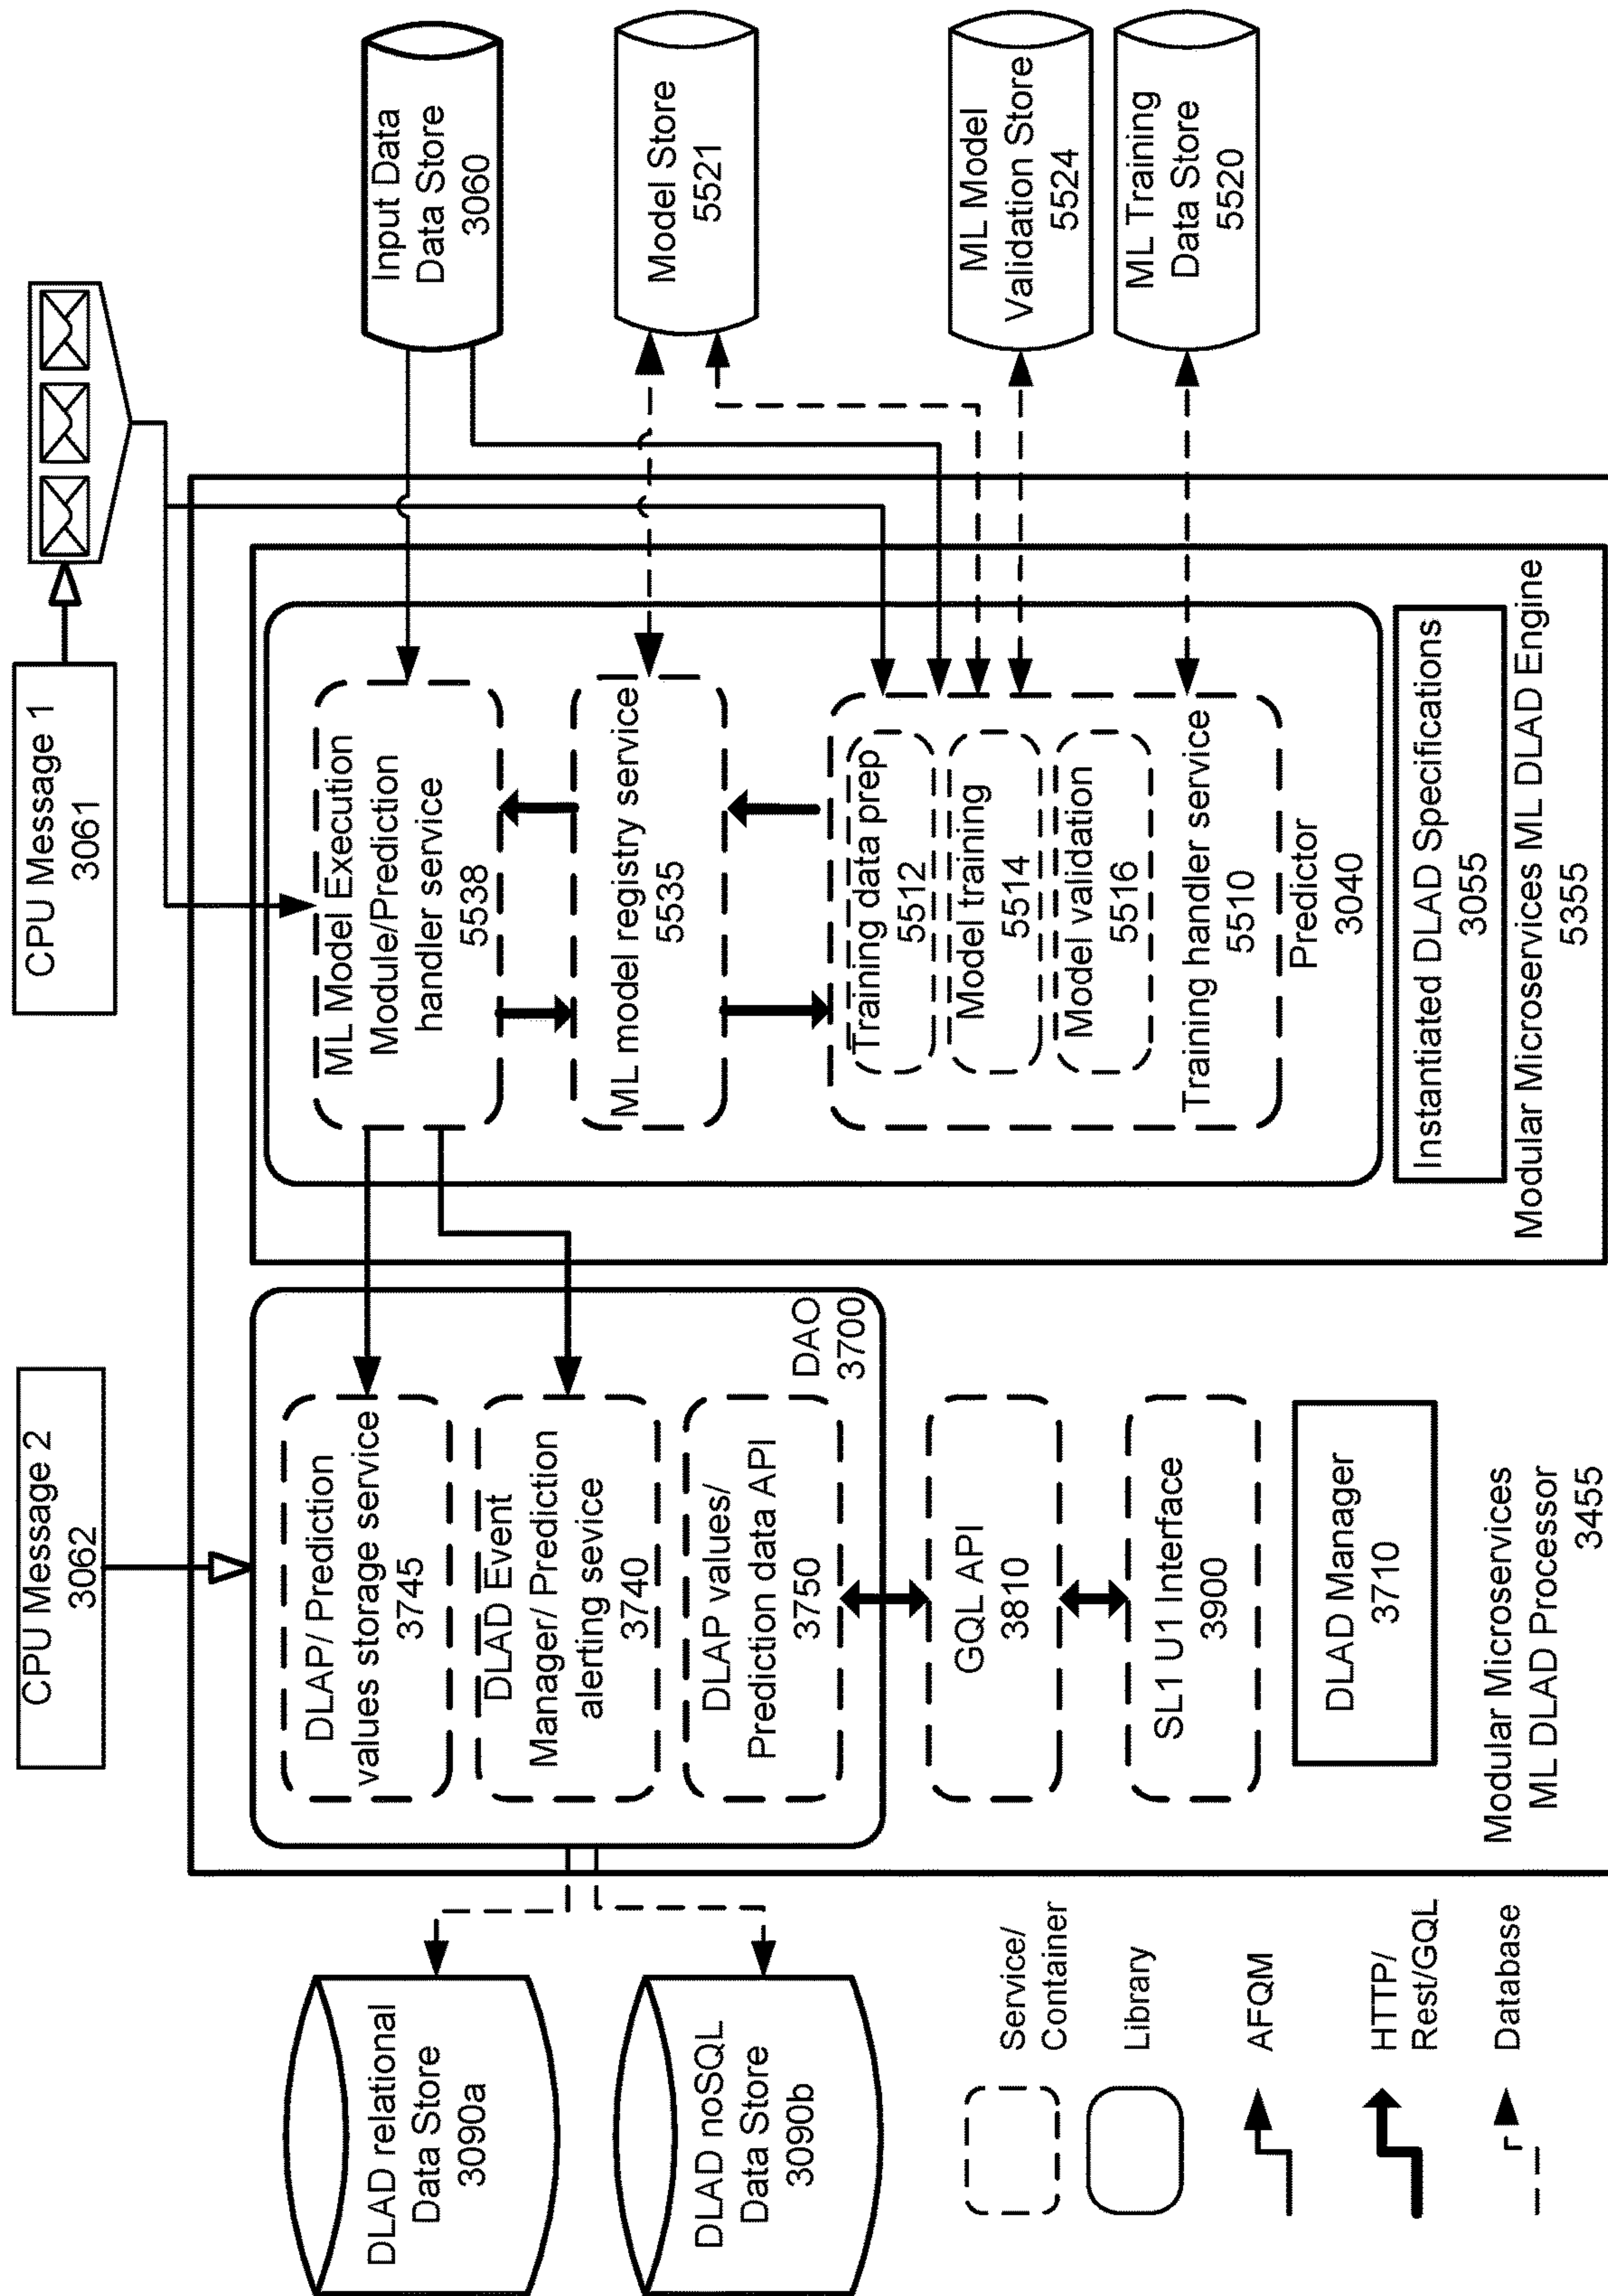 CPU Message 2
3062
CPU Message 1
3061
DLAD relational
Data Store
3090a
DLAD noSQL
Data Store
3090b
DLAP/ Prediction
values storage service
3745
DLAD Event
Manager/ Prediction
alerting sevice
3740
DLAP values/
Prediction data API
3750
DAO
3700
GQL API
3810
SL1 U1 Interface
3900
DLAD Manager
3710
Modular Microservices
ML DLAD Processor
3455
ML Model Execution
Module/Prediction
handler service
5538
ML model registry service
5535
Training data prep
5512
Model training
5514
Model validation
5516
Training hander service
5510
Predictor
3040
Instantiated DLAD Specifications
3055
Modular Microservices ML DLAD Engine
5355
Input Data
Data Store
3060
Model Store
5521
ML Model
Validation Store
5524
ML Training
Data Store
5520
Service/
Container
Library
AFQM
HTTP/
Rest/GQL
Database